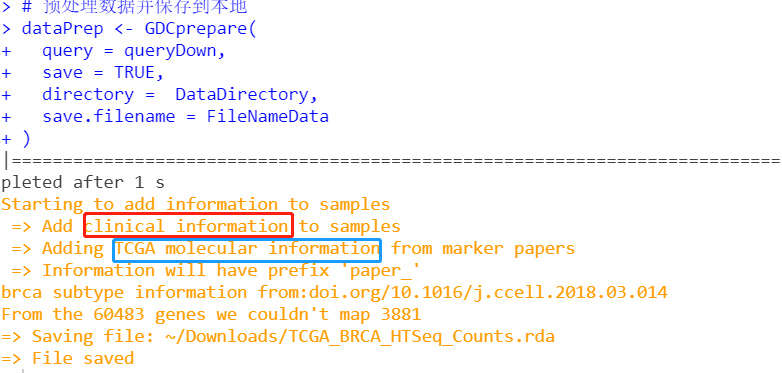 > # 预处理数据并保存到本地
> dataPrep <- GDCprepare(
+   query = queryDown,
+   save = TRUE,
+   directory =  DataDirectory,
+   save.filename = FileNameData
+ )
|===========================================================================
pleted after 1 s
Starting to add information to samples
 => Add clinical information to samples
 => Adding TCGA molecular information from marker papers
 => Information will have prefix 'paper_'
brca subtype information from:doi.org/10.1016/j.ccell.2018.03.014
From the 60483 genes we couldn't map 3881
=> Saving file: ~/Downloads/TCGA_BRCA_HTSeq_Counts.rda
=> File saved